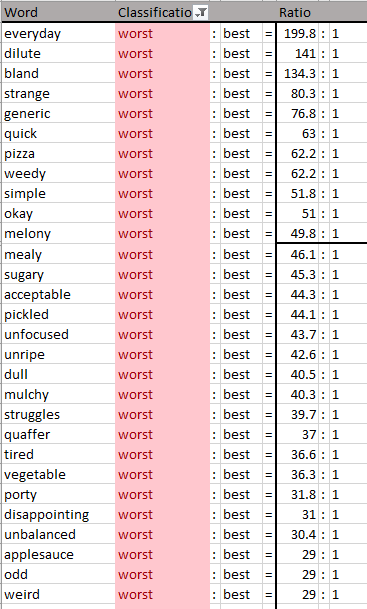 Word Classificatio Ratio
everyday worst : best = 199.8 : 1
dilute worst : best = 141 : 1
bland worst : best = 134.3 : 1
strange worst : best = 80.3 : 1
generic worst : best = 76.8 : 1
quick worst : best = 63 : 1
pizza worst : best = 62.2 : 1
weedy worst : best = 62.2 : 1
simple worst : best = 51.8 : 1
okay worst : best = 51 : 1
melony worst : best = 49.8 : 1
mealy worst : best = 46.1 : 1
sugary worst : best = 45.3 : 1
acceptable worst : best = 44.3 : 1
pickled worst : best = 44.1 : 1
unfocused worst : best = 43.7 : 1
unripe worst : best = 42.6 : 1
dull worst : best = 40.5 : 1
mulchy worst : best = 40.3 : 1
struggles worst : best = 39.7 : 1
quaffer worst : best = 37 : 1
tired worst : best = 36.6 : 1
vegetable worst : best = 36.3 : 1
porty worst : best = 31.8 : 1
disappointing worst : best = 31 : 1
unbalanced worst : best = 30.4 : 1
applesauce worst : best = 29 : 1
odd worst : best = 29 : 1
weird worst : best = 29 : 1